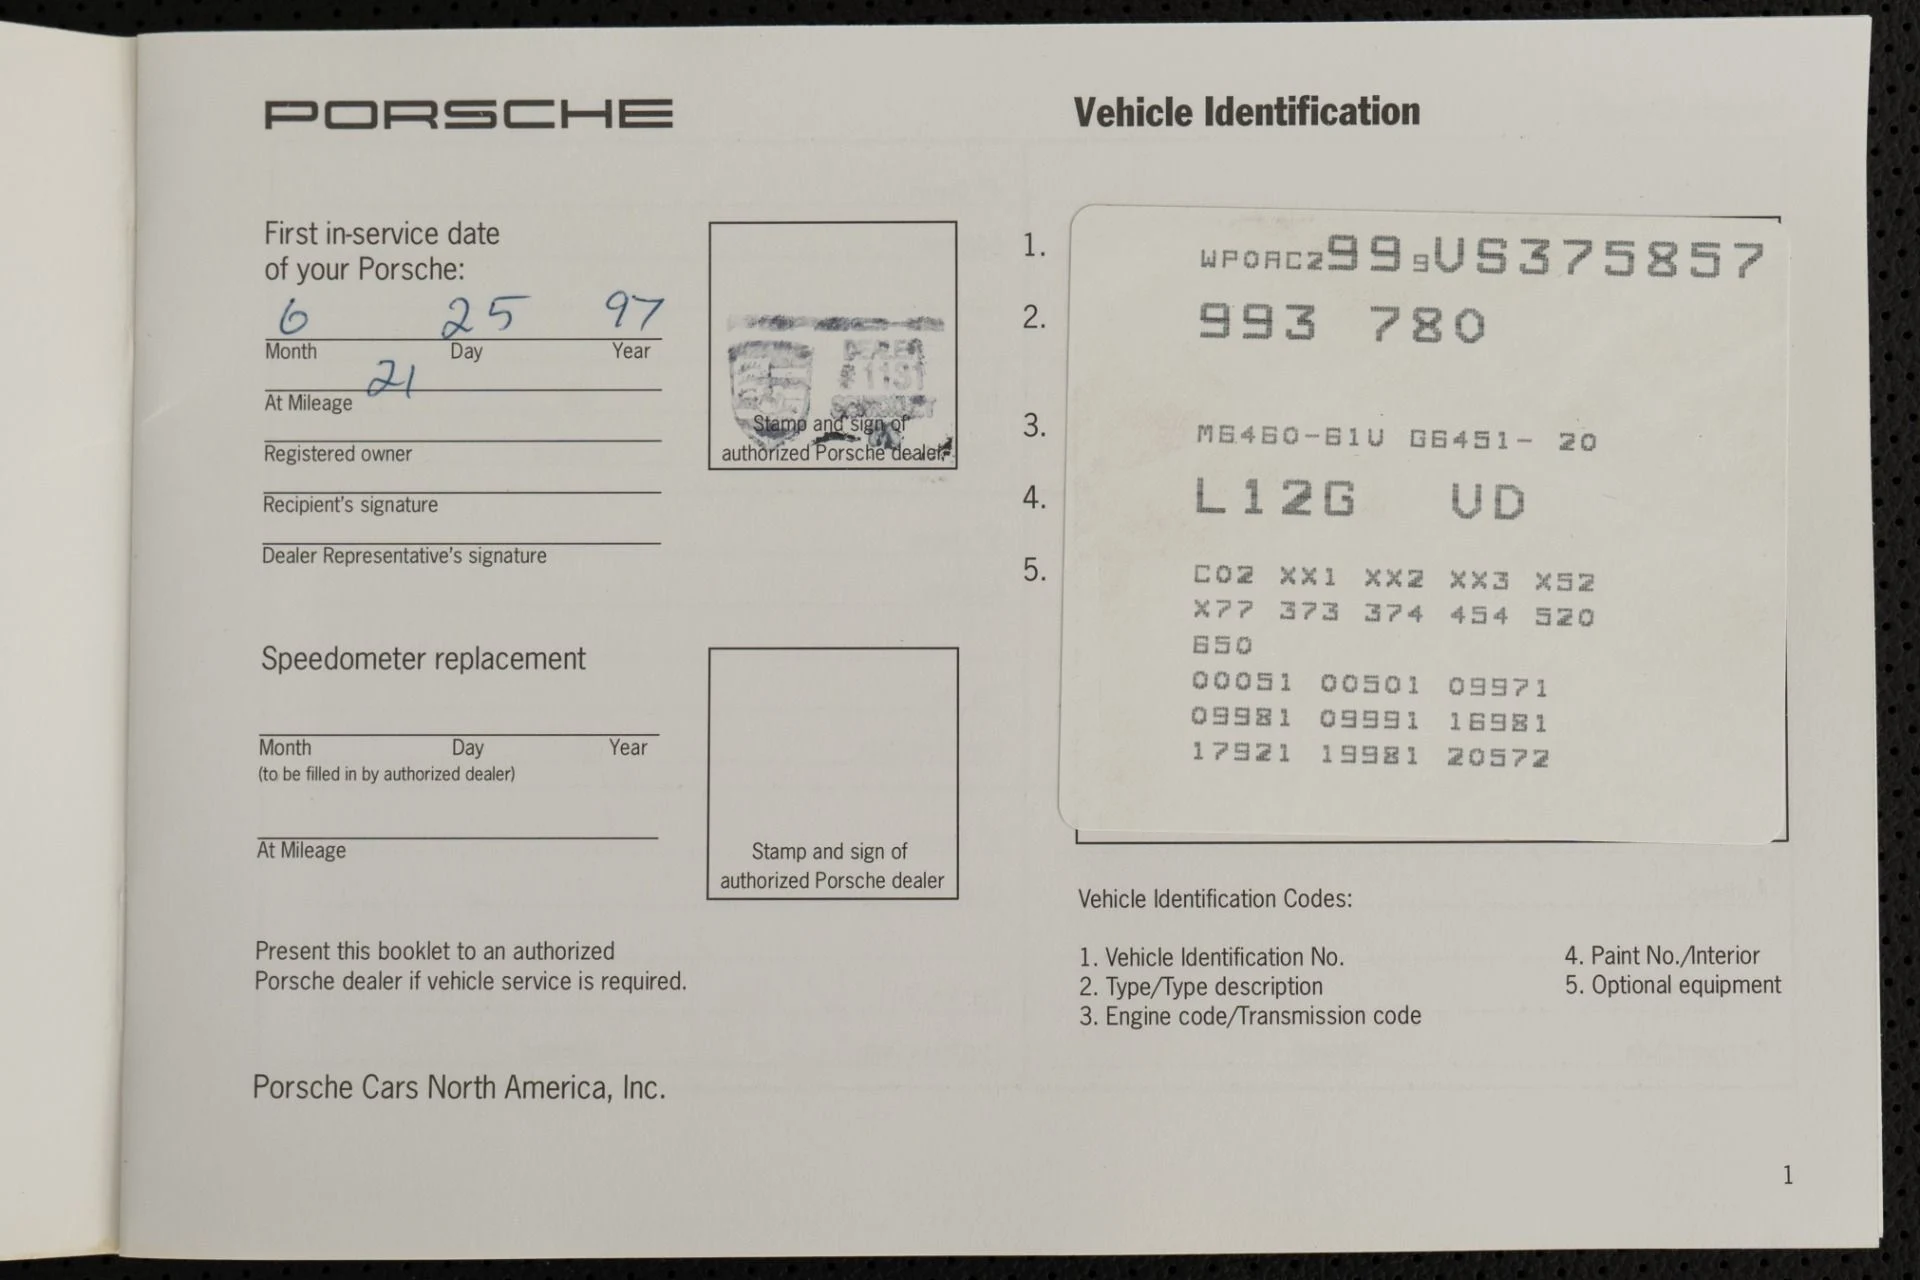 PORSCHE
First in-service date
of your Porsche:
6 25 97
Month Day Year
21
At Mileage
Registered owner
Recipient's signature
Dealer Representative's signature
DEALER
#1131
Stamp and sign of
authorized Porsche dealer
Speedometer replacement
Month Day Year
(to be filled in by authorized dealer)
At Mileage
Stamp and sign of
authorized Porsche dealer
Present this booklet to an authorized
Porsche dealer if vehicle service is required.
Porsche Cars North America, Inc.
Vehicle Identification
1. WP0AC2999VS375857
2. 993 780
3. M6460-61U G6451- 20
4. L12G VD
5. C02 XX1 XX2 XX3 X52
X77 373 374 454 520
650
00051 00501 09971
09981 09991 16981
17921 19981 20572
Vehicle Identification Codes:
1. Vehicle Identification No.
2. Type/Type description
3. Engine code/Transmission code
4. Paint No./Interior
5. Optional equipment
1